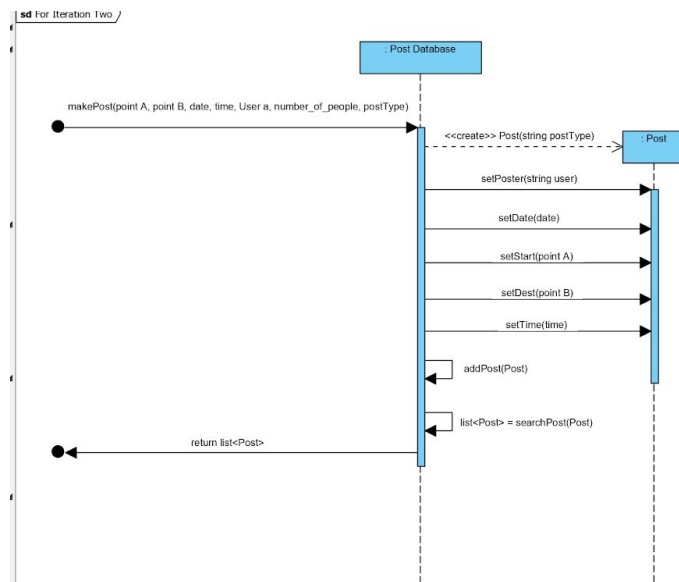 sd For Iteration Two
: Post Database
makePost(point A, point B, date, time, User a, number_of_people, postType)
<<create>> Post(string postType)
: Post
setPoster(string user)
setDate(date)
setStart(point A)
setDest(point B)
setTime(time)
addPost(Post)
list<Post> = searchPost(Post)
return list<Post>